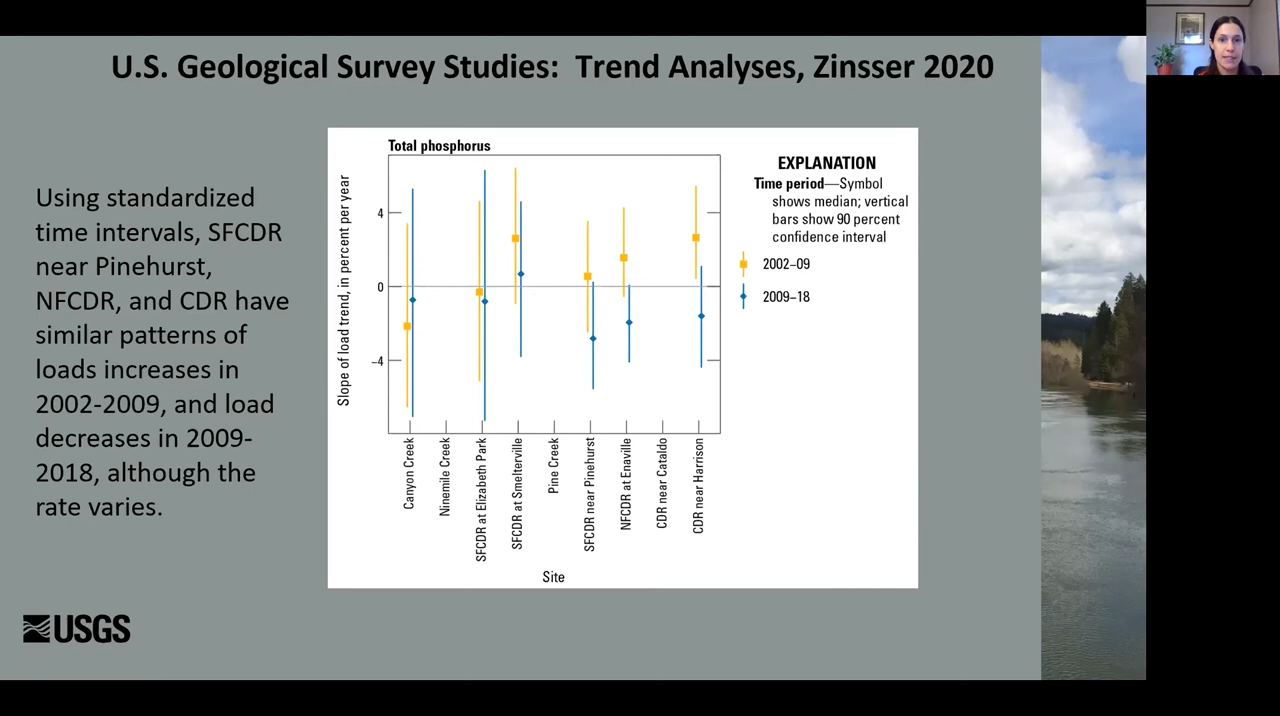 U.S. Geological Survey Studies:  Trend Analyses, Zinsser 2020
Using standardized
time intervals, SFCDR
near Pinehurst,
NFCDR, and CDR have
similar patterns of
loads increases in
2002-2009, and load
decreases in 2009-
2018, although the
rate varies.
Total phosphorus
Slope of load trend, in percent per year
4
0
−4
Canyon Creek
Ninemile Creek
SFCDR at Elizabeth Park
SFCDR at Smelterville
Pine Creek
SFCDR near Pinehurst
NFCDR at Enaville
CDR near Cataldo
CDR near Harrison
Site
EXPLANATION
Time period—Symbol
shows median; vertical
bars show 90 percent
confidence interval
2002–09
2009–18
USGS